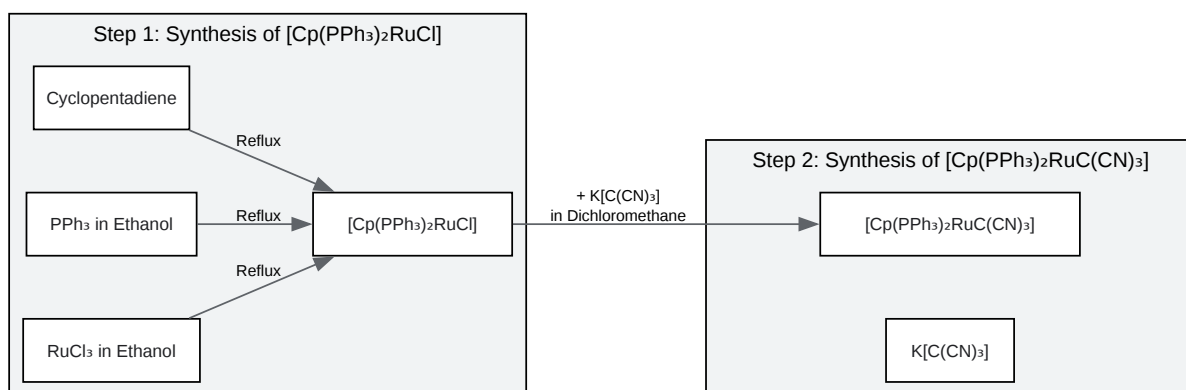 Step 1: Synthesis of [Cp(PPh₃)₂RuCl]
Cyclopentadiene
Reflux
PPh₃ in Ethanol
Reflux
[Cp(PPh₃)₂RuCl]
Reflux
RuCl₃ in Ethanol
+ K[C(CN)₃]
in Dichloromethane
Step 2: Synthesis of [Cp(PPh₃)₂RuC(CN)₃]
[Cp(PPh₃)₂RuC(CN)₃]
K[C(CN)₃]